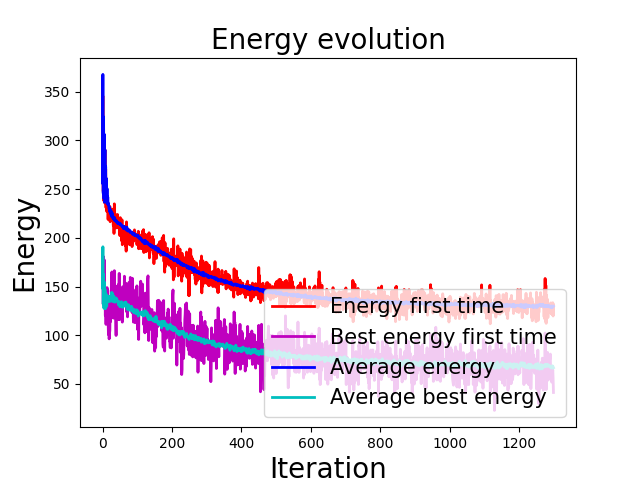 Energy evolution
Energy
350
300
250
200
150
100
50
Energy first time
Best energy first time
Average energy
Average best energy
0 200 400 600 800 1000 1200
Iteration